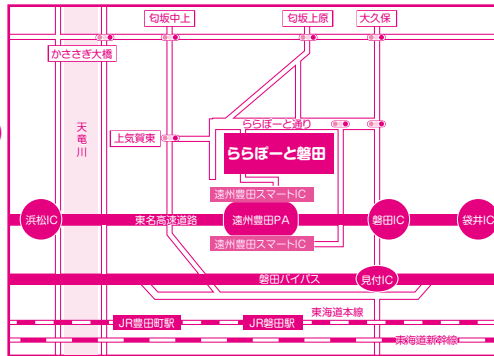 匂坂中上
匂坂上原
大久保
かささぎ大橋
天竜川
ららぽーと通り
上気賀東
ららぽーと磐田
遠州豊田スマートIC
浜松IC
東名高速道路
遠州豊田PA
磐田IC
袋井IC
遠州豊田スマートIC
磐田バイパス
見付IC
東海道本線
JR豊田町駅
JR磐田駅
東海道新幹線